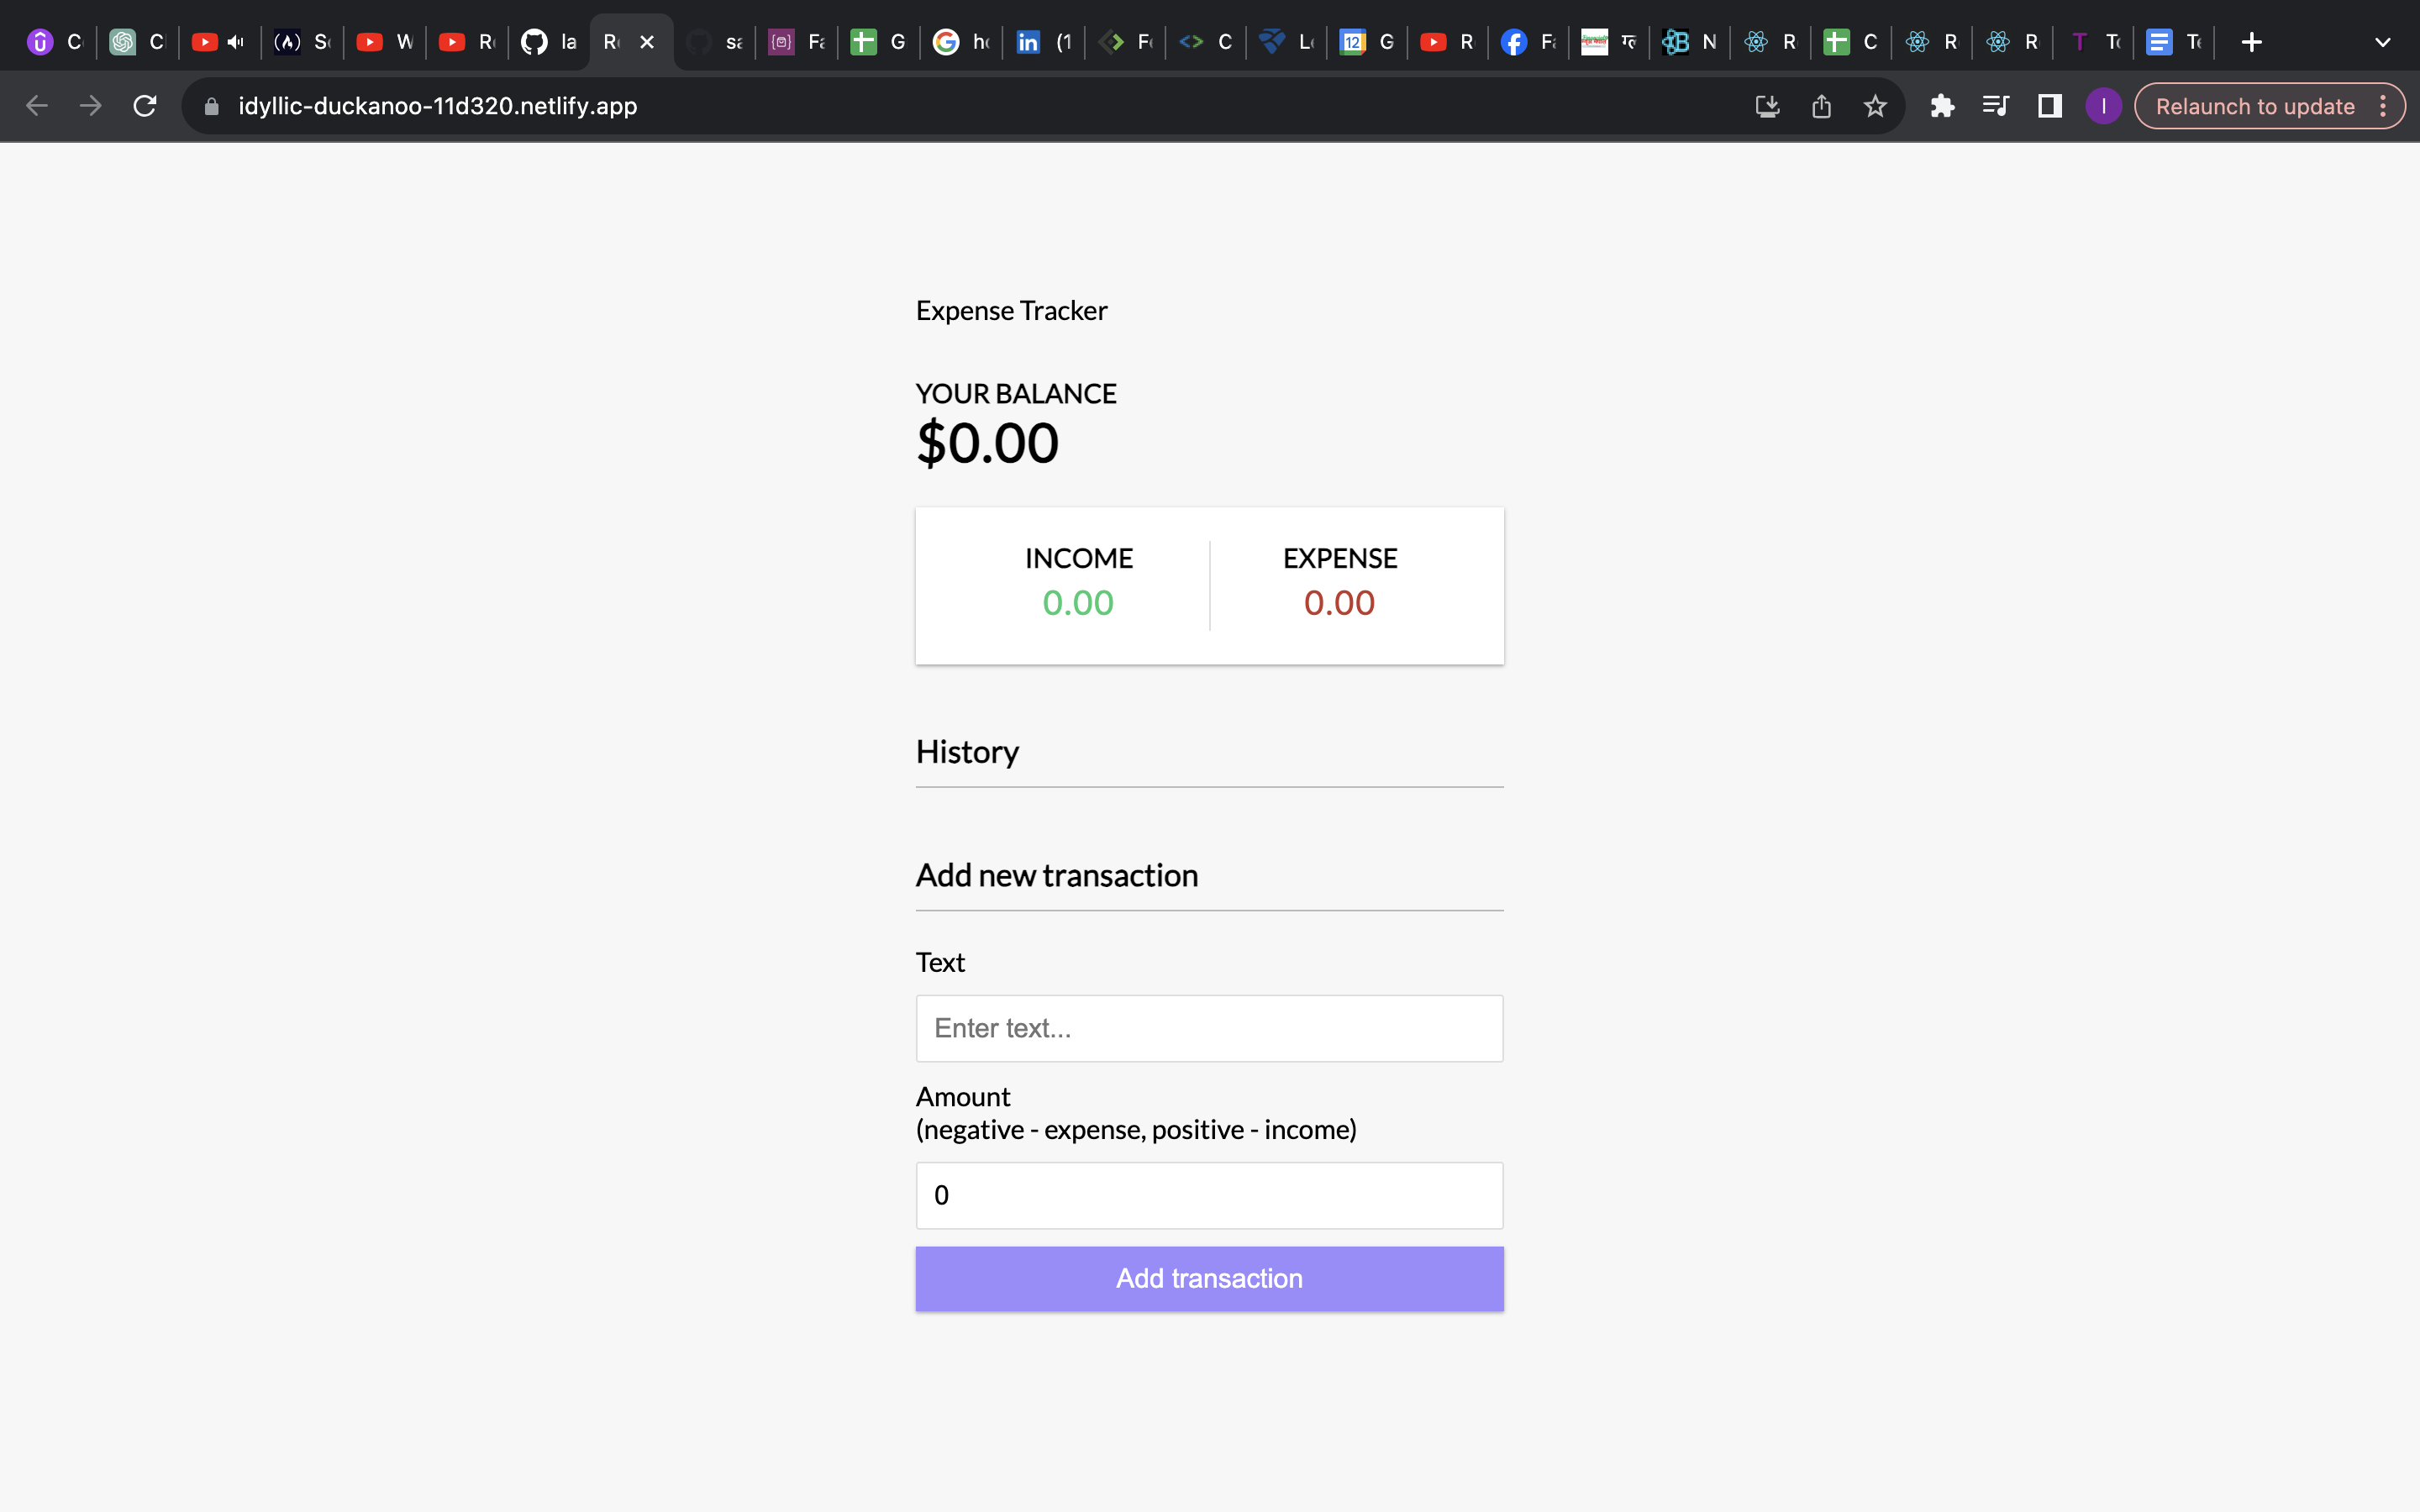 C C S W R la R sa Fa G h (1 F C L G R F N R C R R T T
idyllic-duckanoo-11d320.netlify.app
I
Relaunch to update
Expense Tracker
YOUR BALANCE
$0.00
INCOME EXPENSE
0.00 0.00
History
Add new transaction
Text
Enter text...
Amount
(negative - expense, positive - income)
0
Add transaction